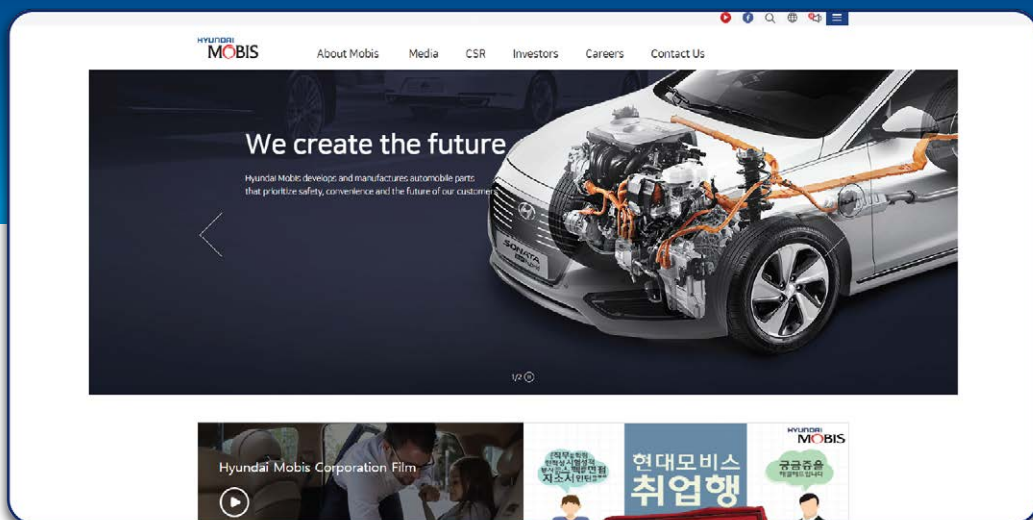 HYUNDAI
MOBIS
About Mobis Media CSR Investors Careers Contact Us
We create the future
Hyundai Mobis develops and manufactures automobile parts
that prioritize safety, convenience and the future of our customers
SONATA
1/2
Hyundai Mobis Corporation Film
HYUNDAI
MOBIS
현대모비스
취업행
궁금증을